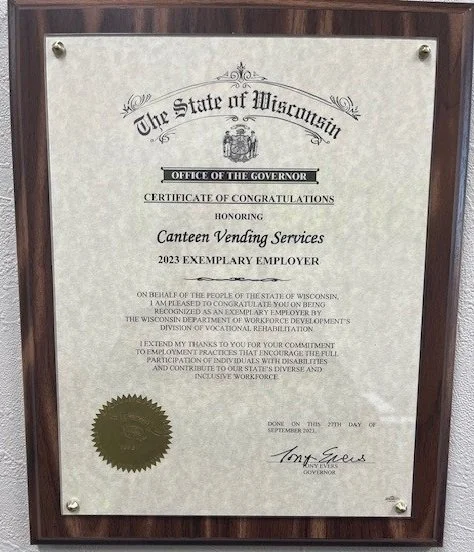 The State of Wisconsin
OFFICE OF THE GOVERNOR
CERTIFICATE OF CONGRATULATIONS
HONORING
Canteen Vending Services
2023 EXEMPLARY EMPLOYER
ON BEHALF OF THE PEOPLE OF THE STATE OF WISCONSIN,
I AM PLEASED TO CONGRATULATE YOU ON BEING
RECOGNIZED AS AN EXEMPLARY EMPLOYER BY
THE WISCONSIN DEPARTMENT OF WORKFORCE DEVELOPMENT'S
DIVISION OF VOCATIONAL REHABILITATION
I EXTEND MY THANKS TO YOU FOR YOUR COMMITMENT
TO EMPLOYMENT PRACTICES THAT ENCOURAGE THE FULL
PARTICIPATION OF INDIVIDUALS WITH DISABILITIES
AND CONTRIBUTE TO OUR STATE'S DIVERSE AND
INCLUSIVE WORKFORCE.
DONE ON THIS 27TH DAY OF
SEPTEMBER 2023.
Tony Evers
TONY EVERS
GOVERNOR